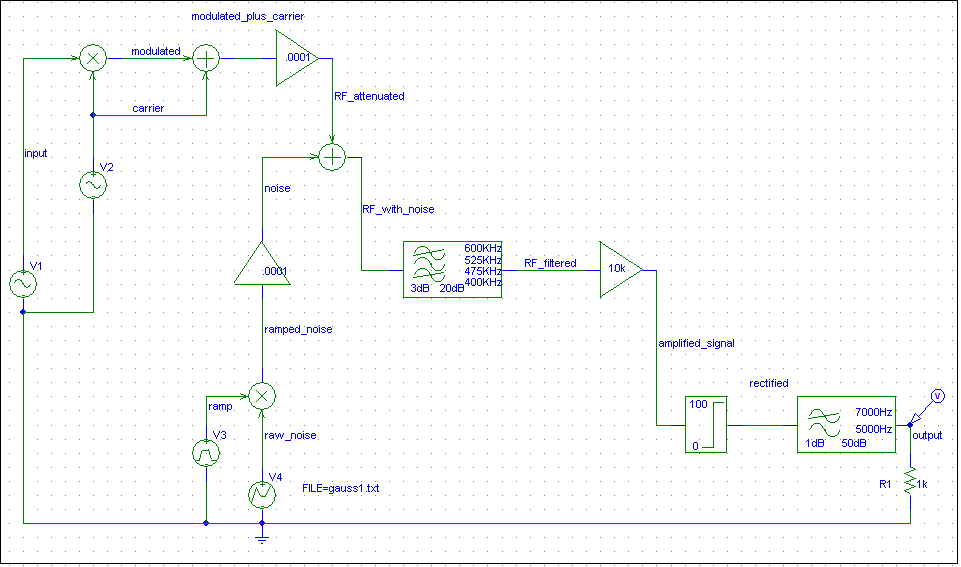 modulated_plus_carrier
modulated
.0001
RF_attenuated
carrier
input
V2
noise
RF_with_noise
V1
.0001
600KHz
525KHz
475KHz
400KHz
3dB 20dB
RF_filtered
10k
ramped_noise
amplified_signal
rectified
ramp
100
0
7000Hz
5000Hz
1dB 50dB
V
output
V3
raw_noise
V4
FILE=gauss1.txt
R1
1k